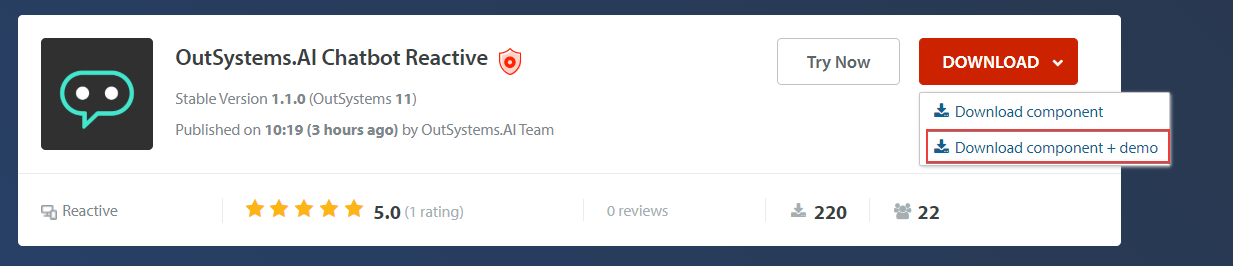 OutSystems.AI Chatbot Reactive
Try Now
DOWNLOAD
Stable Version 1.1.0 (OutSystems 11)
Download component
Published on 10:19 (3 hours ago) by OutSystems.AI Team
Download component + demo
Reactive
5.0 (1 rating)
0 reviews
220
22